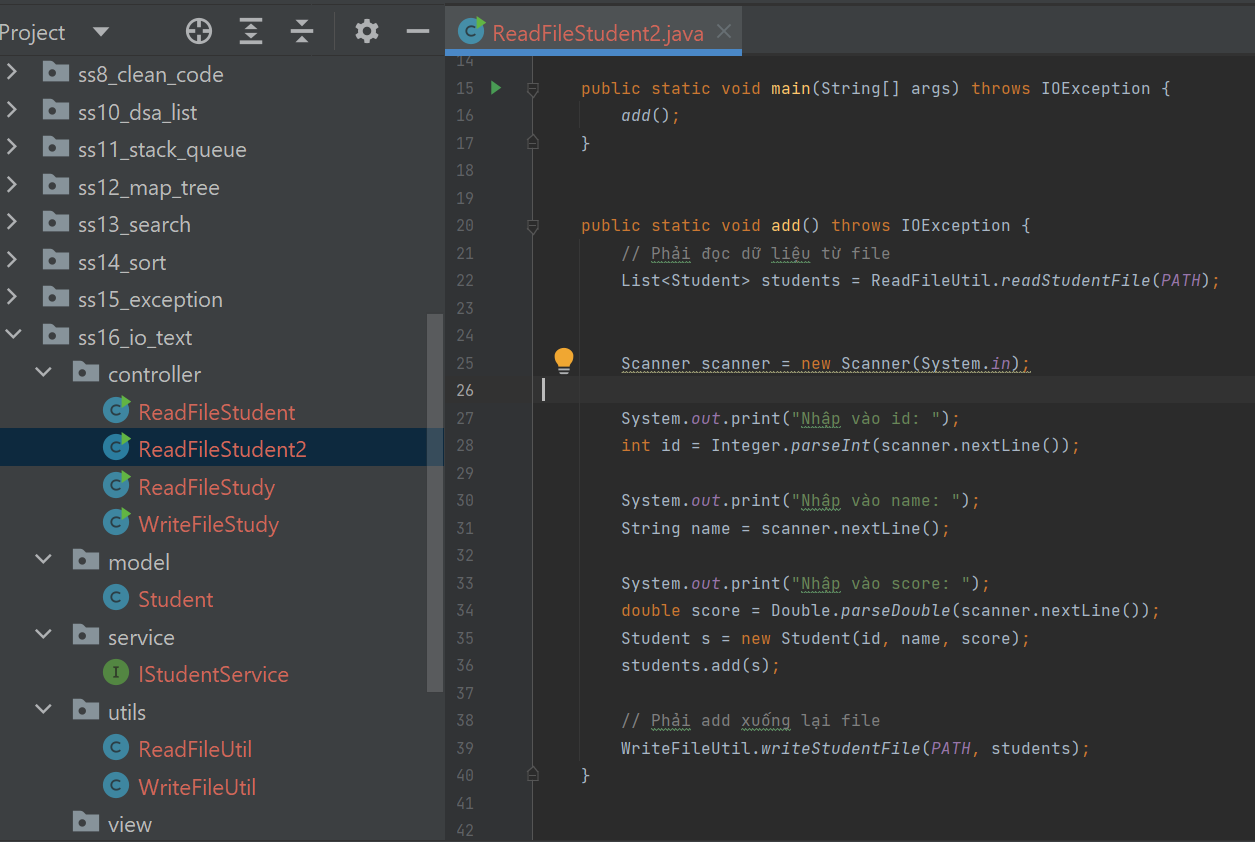 Project
ss8_clean_code
ss10_dsa_list
ss11_stack_queue
ss12_map_tree
ss13_search
ss14_sort
ss15_exception
ss16_io_text
controller
C ReadFileStudent
C ReadFileStudent2
C ReadFileStudy
C WriteFileStudy
model
C Student
service
I IStudentService
utils
C ReadFileUtil
C WriteFileUtil
view
C ReadFileStudent2.java
14
15 public static void main(String[] args) throws IOException {
16 add();
17 }
18
19
20 public static void add() throws IOException {
21 // Phải đọc dữ liệu từ file
22 List<Student> students = ReadFileUtil.readStudentFile(PATH);
23
24
25 Scanner scanner = new Scanner(System.in);
26
27 System.out.print("Nhập vào id: ");
28 int id = Integer.parseInt(scanner.nextLine());
29
30 System.out.print("Nhập vào name: ");
31 String name = scanner.nextLine();
32
33 System.out.print("Nhập vào score: ");
34 double score = Double.parseDouble(scanner.nextLine());
35 Student s = new Student(id, name, score);
36 students.add(s);
37
38 // Phải add xuống lại file
39 WriteFileUtil.writeStudentFile(PATH, students);
40 }
41
42